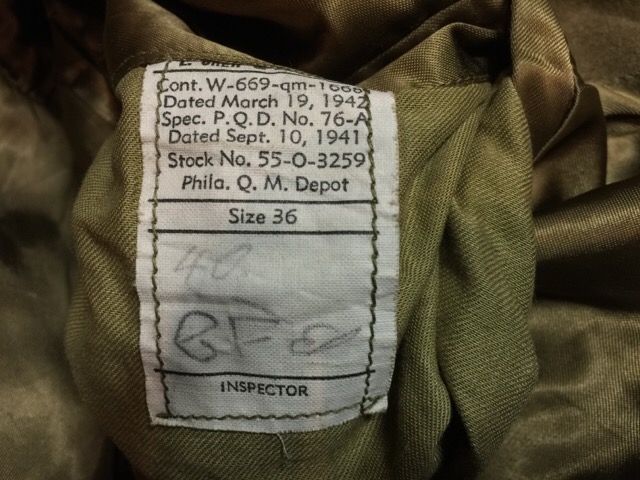 Cont. W-669-qm-1666
Dated March 19, 1942
Spec. P.Q.D. No. 76-A
Dated Sept. 10, 1941
Stock No. 55-O-3259
Phila. Q. M. Depot
Size 36
40
INSPECTOR